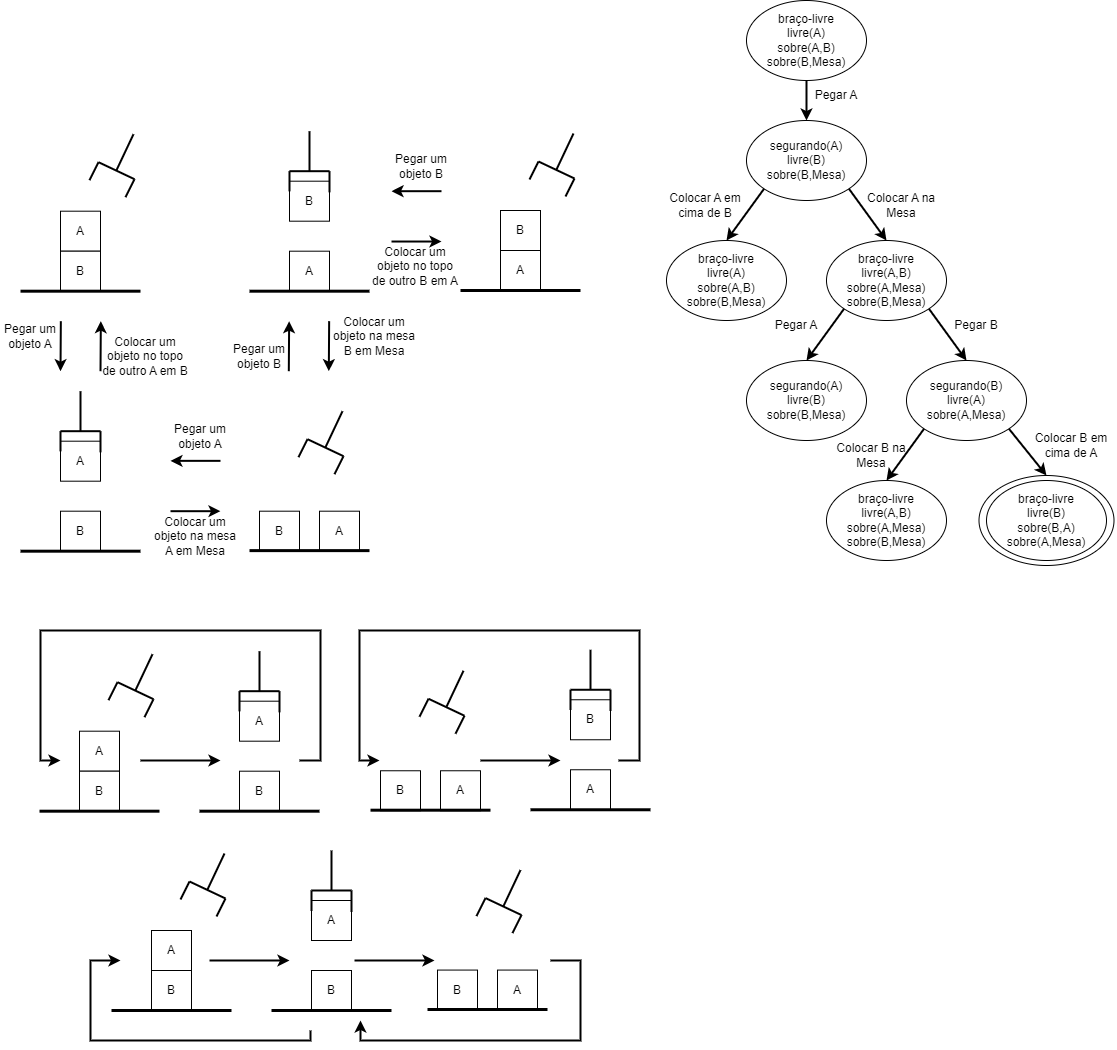 A
B
B
A
B
A
Pegar um
objeto B
Colocar um
objeto no topo
de outro B em A
Pegar um
objeto A
Colocar um
objeto no topo
de outro A em B
Pegar um
objeto B
Colocar um
objeto na mesa
B em Mesa
A
B
Pegar um
objeto A
Colocar um
objeto na mesa
A em Mesa
B
A
braço-livre
livre(A)
sobre(A,B)
sobre(B,Mesa)
Pegar A
segurando(A)
livre(B)
sobre(B,Mesa)
Colocar A em
cima de B
Colocar A na
Mesa
braço-livre
livre(A)
sobre(A,B)
sobre(B,Mesa)
braço-livre
livre(A,B)
sobre(A,Mesa)
sobre(B,Mesa)
Pegar A
Pegar B
segurando(A)
livre(B)
sobre(B,Mesa)
segurando(B)
livre(A)
sobre(A,Mesa)
Colocar B na
Mesa
Colocar B em
cima de A
braço-livre
livre(A,B)
sobre(A,Mesa)
sobre(B,Mesa)
braço-livre
livre(B)
sobre(B,A)
sobre(A,Mesa)
A
B
A
B
B
A
B
A
A
B
A
B
B
A